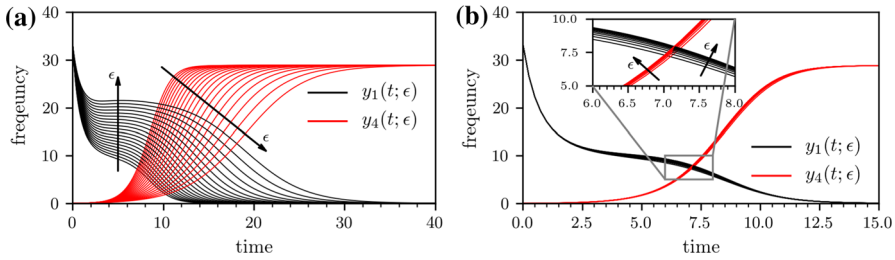 (a)
40
30
20
10
0
freqeuncy
ϵ
ϵ
y₁(t; ϵ)
y₄(t; ϵ)
0 10 20 30 40
time
(b)
40
30
20
10
0
freqeuncy
10.0
7.5
5.0
ϵ
ϵ
6.0 6.5 7.0 7.5 8.0
y₁(t; ϵ)
y₄(t; ϵ)
0.0 2.5 5.0 7.5 10.0 12.5 15.0
time